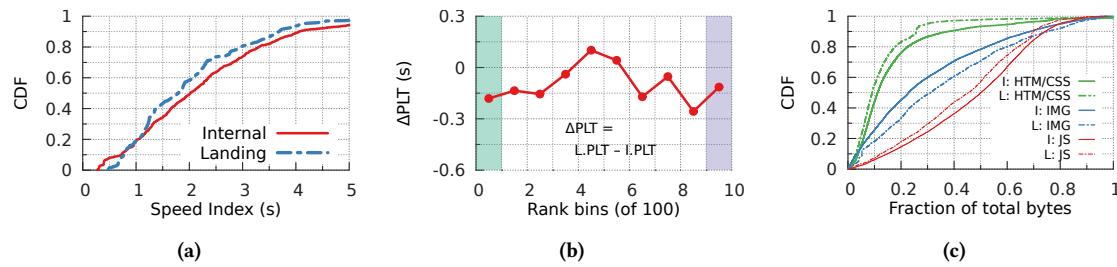 CDF
1
0.8
0.6
0.4
0.2
0
Internal
Landing
0 1 2 3 4 5
Speed Index (s)
(a)
ΔPLT (s)
0.3
0
-0.3
-0.6
ΔPLT =
L.PLT – I.PLT
0 2 4 6 8 10
Rank bins (of 100)
(b)
CDF
1
0.8
0.6
0.4
0.2
0
I: HTM/CSS
L: HTM/CSS
I: IMG
L: IMG
I: JS
L: JS
0 0.2 0.4 0.6 0.8 1
Fraction of total bytes
(c)